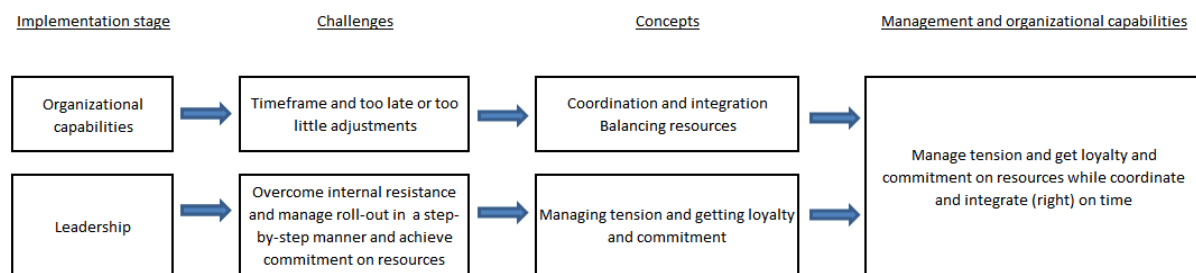 Implementation stage
Challenges
Concepts
Management and organizational capabilities
Organizational
capabilities
Timeframe and too late or too
little adjustments
Coordination and integration
Balancing resources
Manage tension and get loyalty and
commitment on resources while coordinate
and integrate (right) on time
Leadership
Overcome internal resistance
and manage roll-out in a step-
by-step manner and achieve
commitment on resources
Managing tension and getting loyalty
and commitment